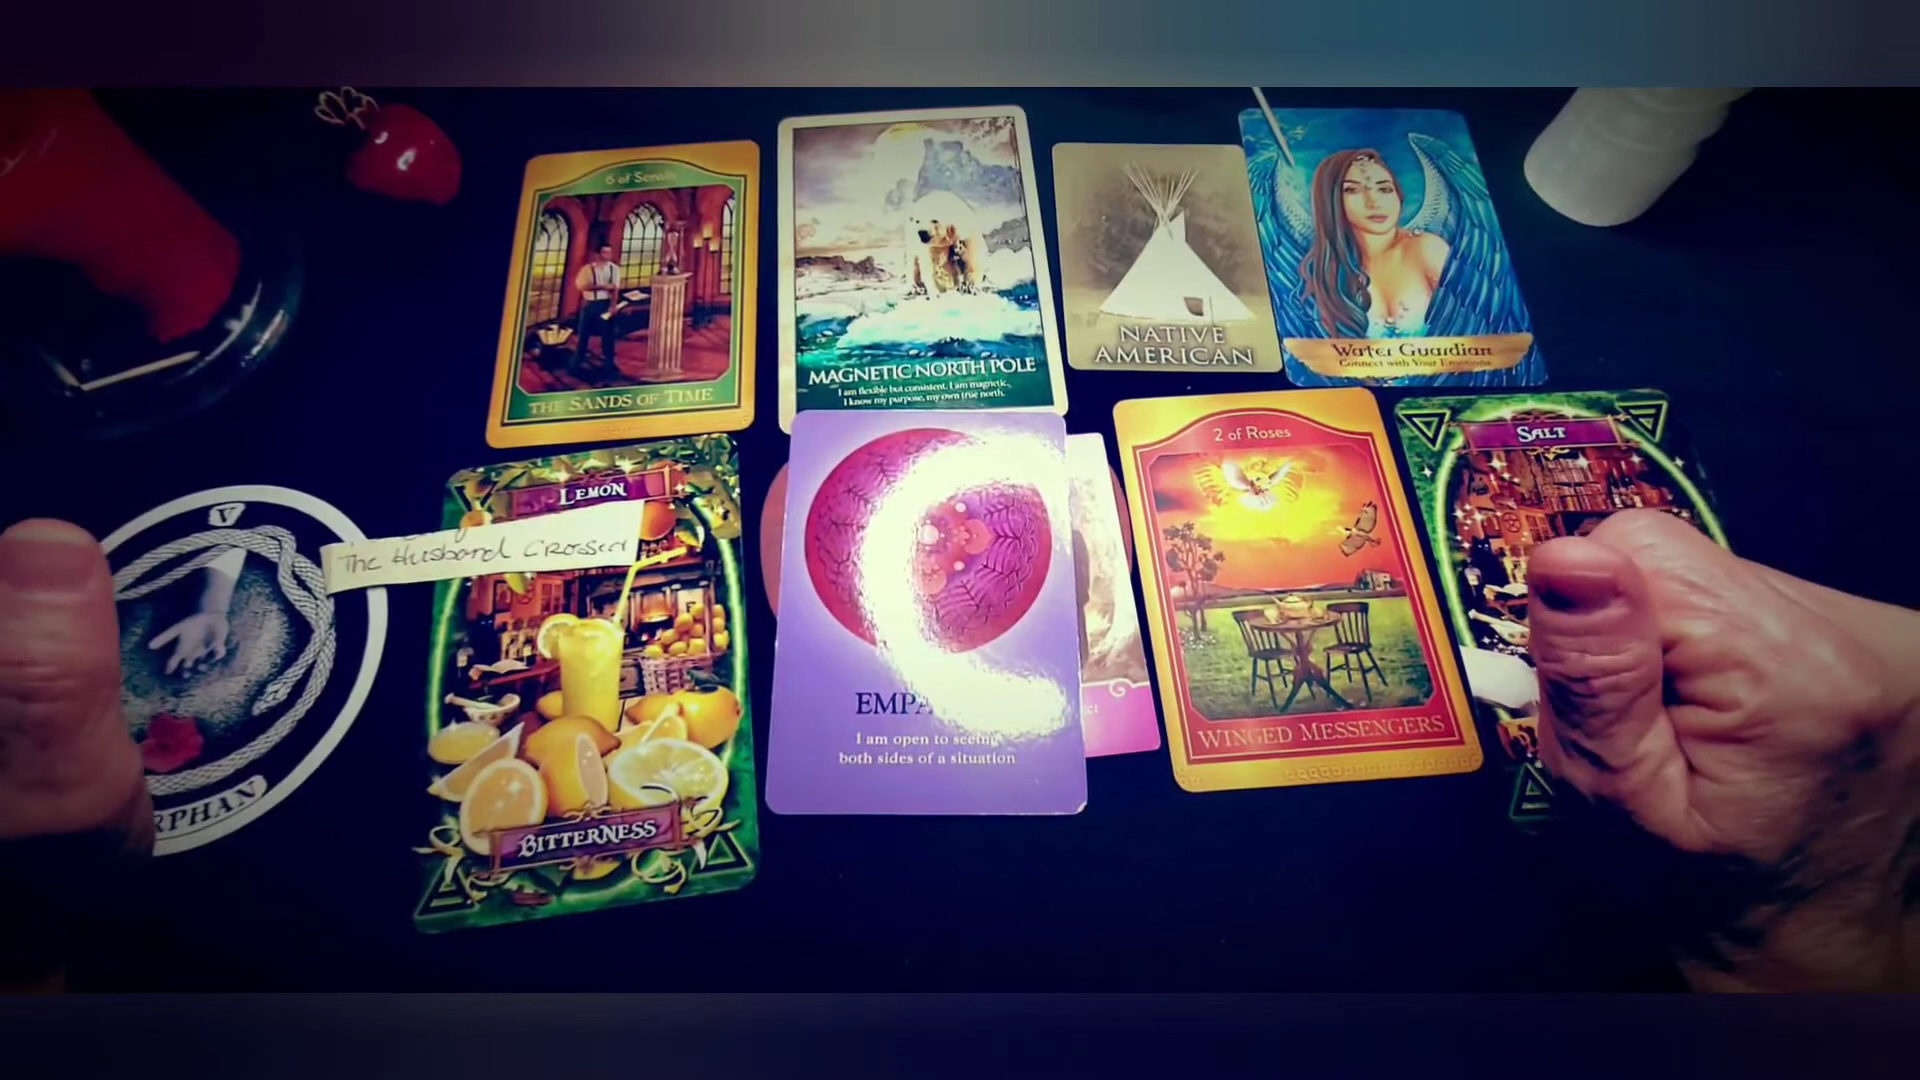 6 of Scrolls
THE SANDS OF TIME
MAGNETIC NORTH POLE
I am flexible but consistent. I am magnetic.
I know my purpose, my own true north.
NATIVE
AMERICAN
Water Guardian
Connect with Your Emotions
V
RPHAN
The Husband Crossed
LEMON
BITTERNESS
EMPA
I am open to seeing
both sides of a situation
2 of Roses
WINGED MESSENGERS
SALT